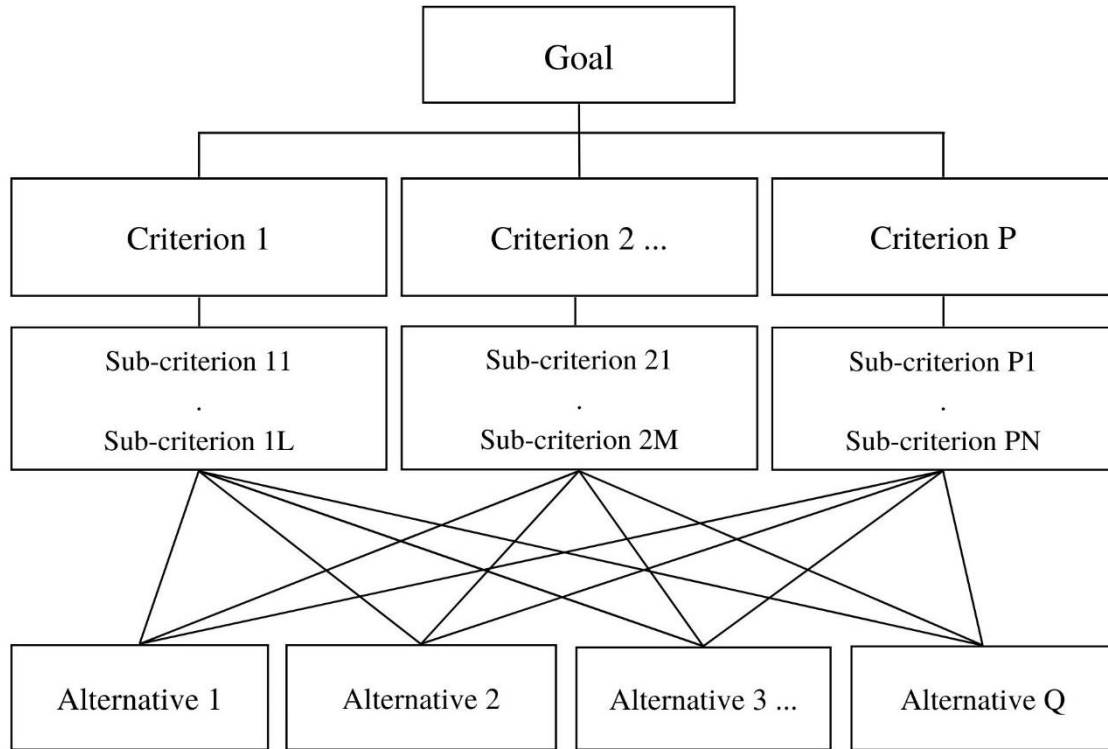 Goal
Criterion 1
Criterion 2 ...
Criterion P
Sub-criterion 11
.
Sub-criterion 1L
Sub-criterion 21
.
Sub-criterion 2M
Sub-criterion P1
.
Sub-criterion PN
Alternative 1
Alternative 2
Alternative 3 ...
Alternative Q